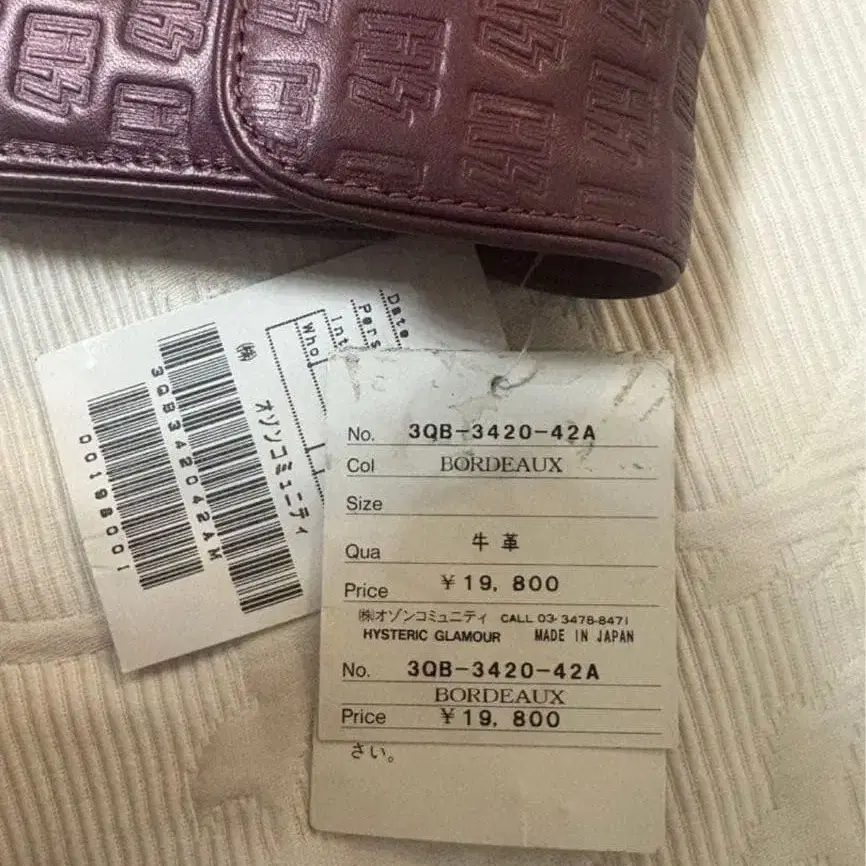 No. 3QB-3420-42A
Col BORDEAUX
Size
Qua 牛革
Price ¥19,800
㈱オゾンコミュニティ CALL 03-3478-8471
HYSTERIC GLAMOUR MADE IN JAPAN
No. 3QB-3420-42A
BORDEAUX
Price ¥19,800
さい。
Date
Pers
Int
Whol
㈱ オゾンコミュニティ
3QB342042AM
00198001